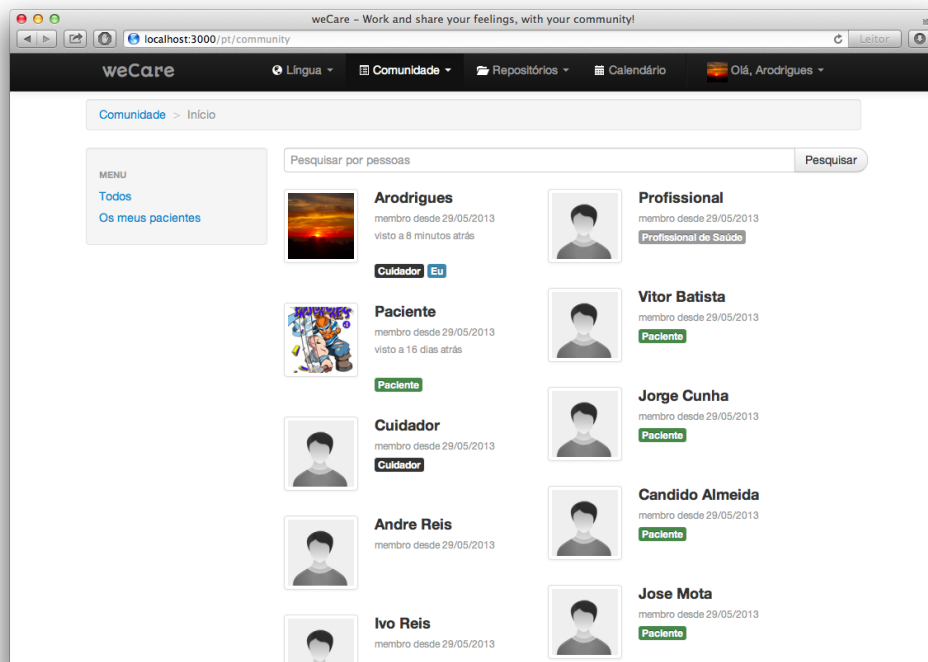 weCare – Work and share your feelings, with your community!
localhost:3000/pt/community
Leitor
weCare
Língua
Comunidade
Repositórios
Calendário
Olá, Arodrigues
Comunidade > Início
MENU
Todos
Os meus pacientes
Pesquisar por pessoas
Pesquisar
Arodrigues
membro desde 29/05/2013
visto a 8 minutos atrás
Cuidador Eu
Paciente
membro desde 29/05/2013
visto a 16 dias atrás
Paciente
Cuidador
membro desde 29/05/2013
Cuidador
Andre Reis
membro desde 29/05/2013
Ivo Reis
membro desde 29/05/2013
Profissional
membro desde 29/05/2013
Profissional de Saúde
Vitor Batista
membro desde 29/05/2013
Paciente
Jorge Cunha
membro desde 29/05/2013
Paciente
Candido Almeida
membro desde 29/05/2013
Paciente
Jose Mota
membro desde 29/05/2013
Paciente